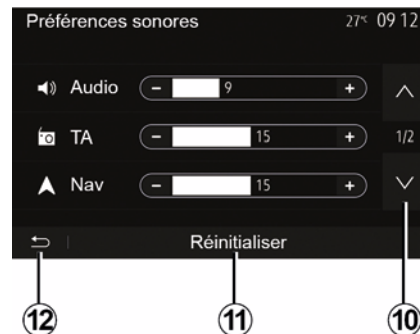 Préférences sonores 27°C 09 12
Audio - 9 +
TA - 15 +
1/2
Nav - 15 +
Réinitialiser
12 11 10